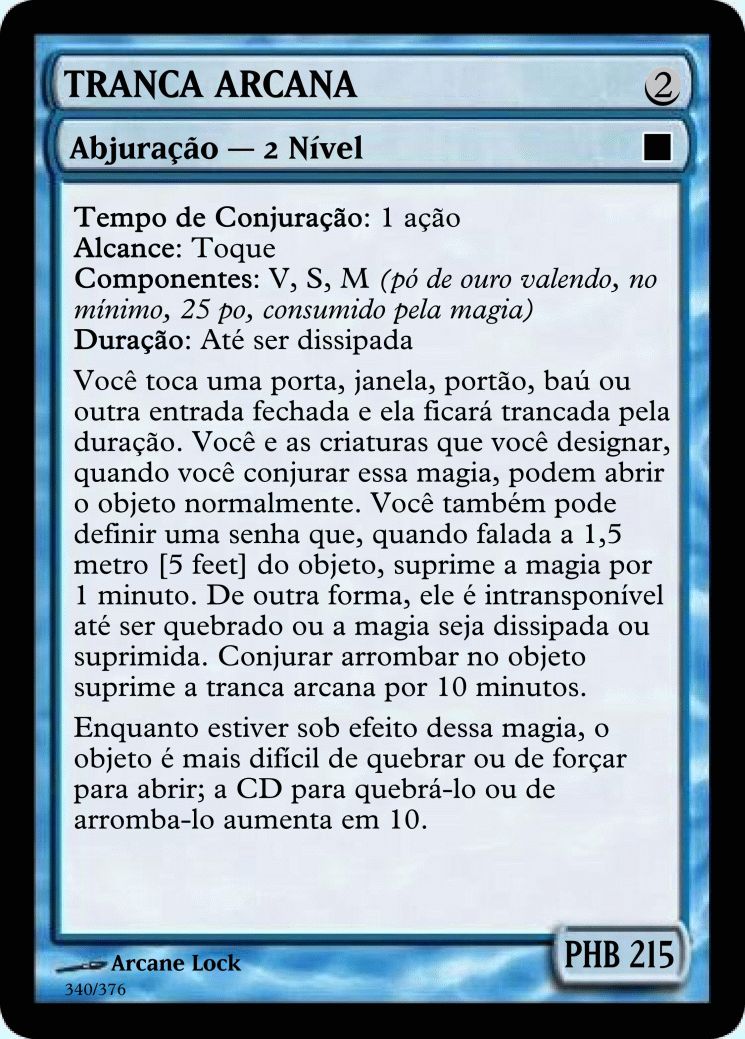 TRANCA ARCANA
2
Abjuração — 2 Nível
Tempo de Conjuração: 1 ação
Alcance: Toque
Componentes: V, S, M (pó de ouro valendo, no
mínimo, 25 po, consumido pela magia)
Duração: Até ser dissipada
Você toca uma porta, janela, portão, baú ou
outra entrada fechada e ela ficará trancada pela
duração. Você e as criaturas que você designar,
quando você conjurar essa magia, podem abrir
o objeto normalmente. Você também pode
definir uma senha que, quando falada a 1,5
metro [5 feet] do objeto, suprime a magia por
1 minuto. De outra forma, ele é intransponível
até ser quebrado ou a magia seja dissipada ou
suprimida. Conjurar arrombar no objeto
suprime a tranca arcana por 10 minutos.
Enquanto estiver sob efeito dessa magia, o
objeto é mais difícil de quebrar ou de forçar
para abrir; a CD para quebrá-lo ou de
arromba-lo aumenta em 10.
PHB 215
Arcane Lock
340/376